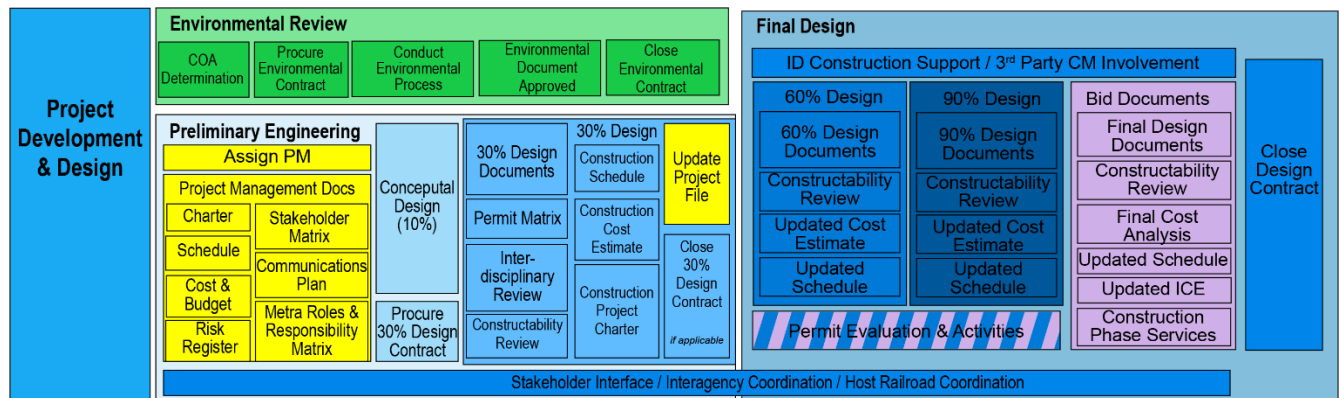 Project
Development
& Design
Environmental Review
COA
Determination
Procure
Environmental
Contract
Conduct
Environmental
Process
Environmental
Document
Approved
Close
Environmental
Contract
Preliminary Engineering
Assign PM
Project Management Docs
Charter
Schedule
Cost &
Budget
Risk
Register
Stakeholder
Matrix
Communications
Plan
Metra Roles &
Responsibility
Matrix
Conceputal
Design
(10%)
Procure
30% Design
Contract
30% Design
30% Design
Documents
Permit Matrix
Inter-
disciplinary
Review
Constructability
Review
Construction
Schedule
Construction
Cost
Estimate
Construction
Project
Charter
Update
Project
File
Close
30%
Design
Contract
if applicable
Final Design
ID Construction Support / 3rd Party CM Involvement
60% Design
60% Design
Documents
Constructability
Review
Updated Cost
Estimate
Updated
Schedule
90% Design
90% Design
Documents
Constructability
Review
Updated Cost
Estimate
Updated
Schedule
Bid Documents
Final Design
Documents
Constructability
Review
Final Cost
Analysis
Updated Schedule
Updated ICE
Construction
Phase Services
Permit Evaluation & Activities
Close
Design
Contract
Stakeholder Interface / Interagency Coordination / Host Railroad Coordination